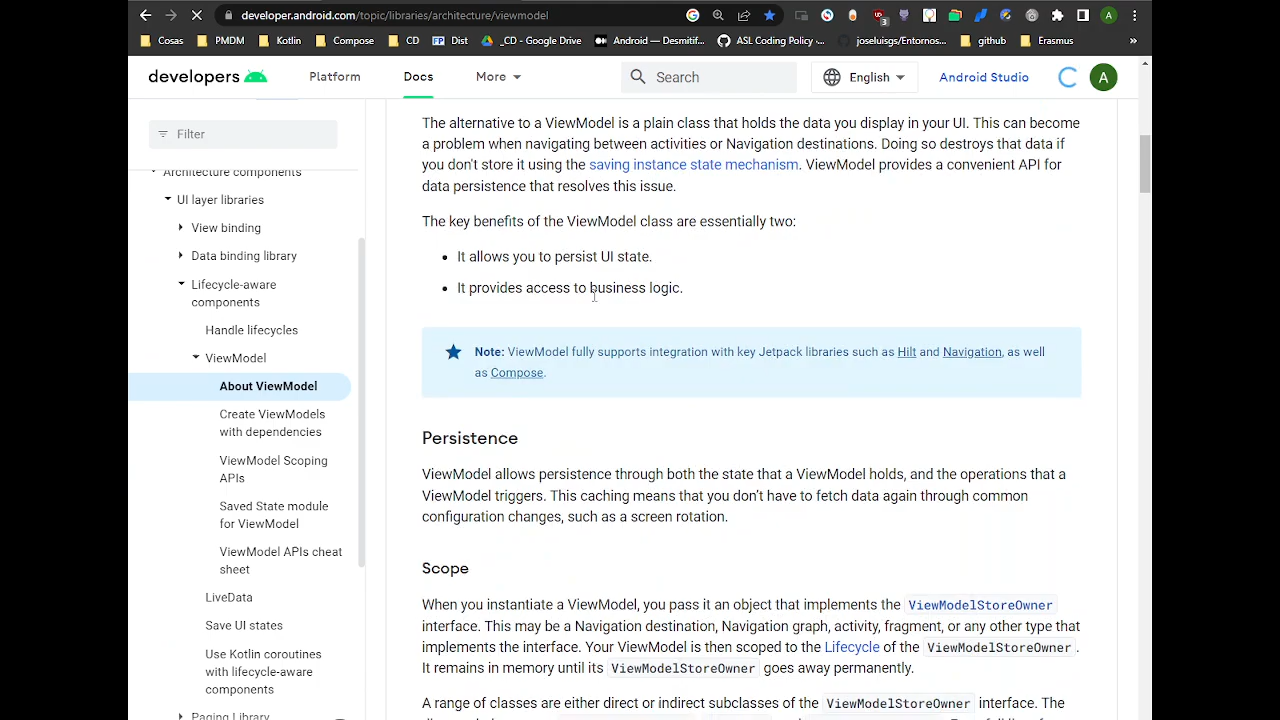 developer.android.com/topic/libraries/architecture/viewmodel
Cosas PMDM Kotlin Compose CD Dist _CD - Google Drive Android — Desmitif... ASL Coding Policy -... joseluisgs/Entornos... github Erasmus »
developers Platform Docs More Search English Android Studio A
Filter
Architecture components
UI layer libraries
View binding
Data binding library
Lifecycle-aware
components
Handle lifecycles
ViewModel
About ViewModel
Create ViewModels
with dependencies
ViewModel Scoping
APIs
Saved State module
for ViewModel
ViewModel APIs cheat
sheet
LiveData
Save UI states
Use Kotlin coroutines
with lifecycle-aware
components
Paging Library
The alternative to a ViewModel is a plain class that holds the data you display in your UI. This can become
a problem when navigating between activities or Navigation destinations. Doing so destroys that data if
you don't store it using the saving instance state mechanism. ViewModel provides a convenient API for
data persistence that resolves this issue.
The key benefits of the ViewModel class are essentially two:
• It allows you to persist UI state.
• It provides access to business logic.
Note: ViewModel fully supports integration with key Jetpack libraries such as Hilt and Navigation, as well
as Compose.
Persistence
ViewModel allows persistence through both the state that a ViewModel holds, and the operations that a
ViewModel triggers. This caching means that you don't have to fetch data again through common
configuration changes, such as a screen rotation.
Scope
When you instantiate a ViewModel, you pass it an object that implements the ViewModelStoreOwner
interface. This may be a Navigation destination, Navigation graph, activity, fragment, or any other type that
implements the interface. Your ViewModel is then scoped to the Lifecycle of the ViewModelStoreOwner.
It remains in memory until its ViewModelStoreOwner goes away permanently.
A range of classes are either direct or indirect subclasses of the ViewModelStoreOwner interface. The